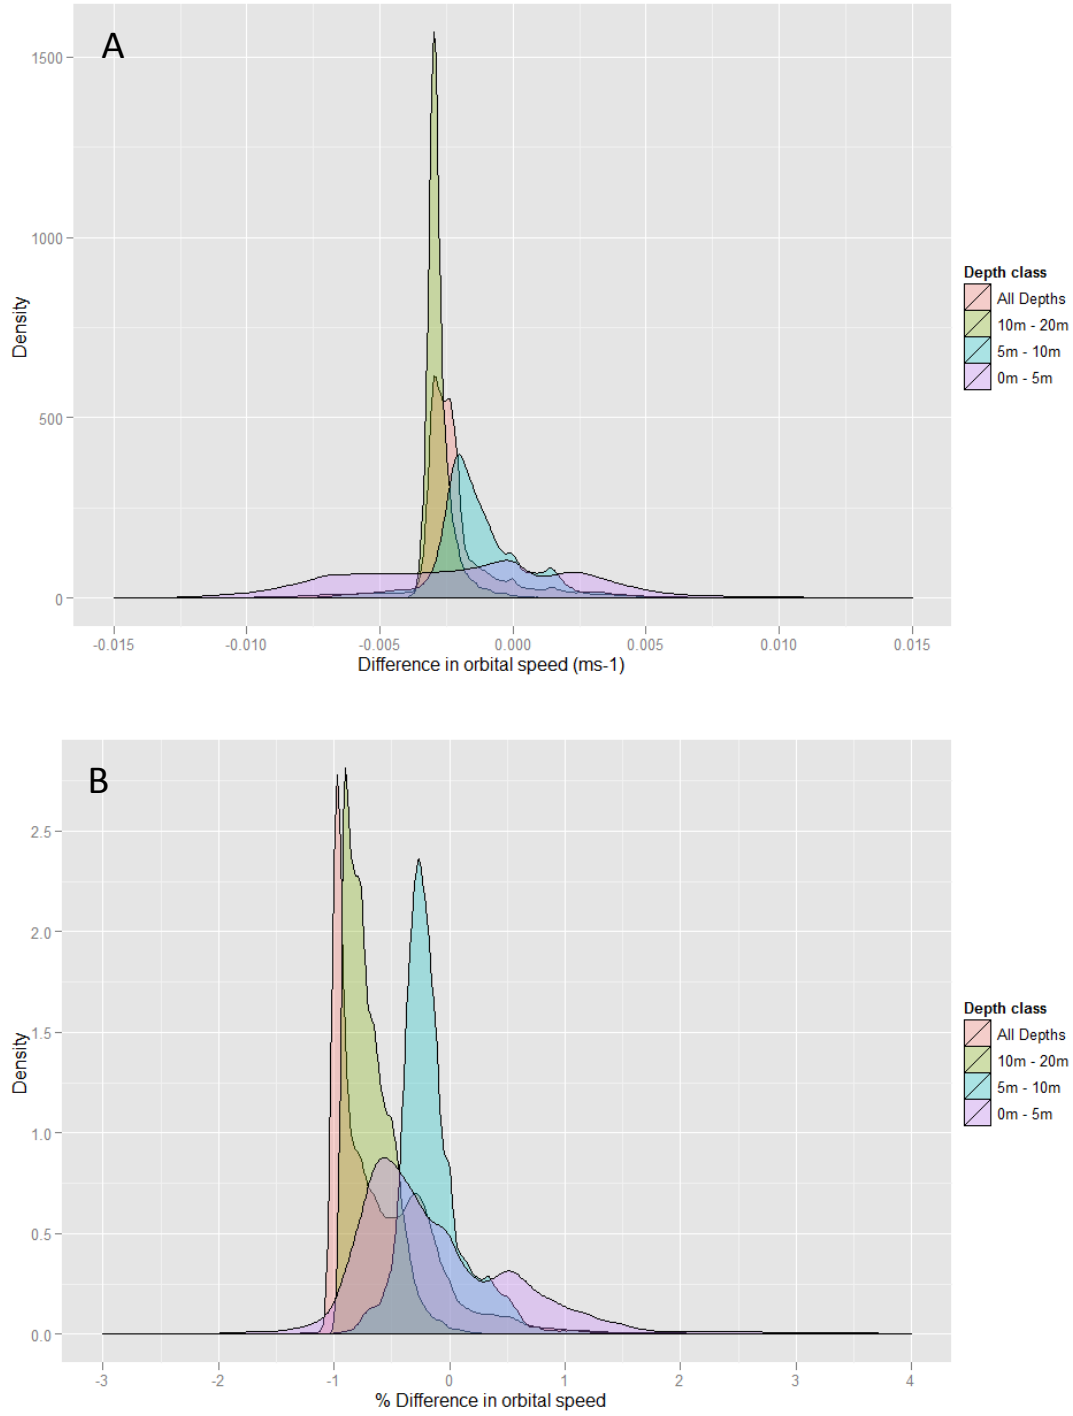 A
1500
1000
500
0
Density
-0.015
-0.010
-0.005
0.000
0.005
0.010
0.015
Difference in orbital speed (ms-1)
Depth class
All Depths
10m - 20m
5m - 10m
0m - 5m
B
2.5
2.0
1.5
1.0
0.5
0.0
Density
-3
-2
-1
0
1
2
3
4
% Difference in orbital speed
Depth class
All Depths
10m - 20m
5m - 10m
0m - 5m